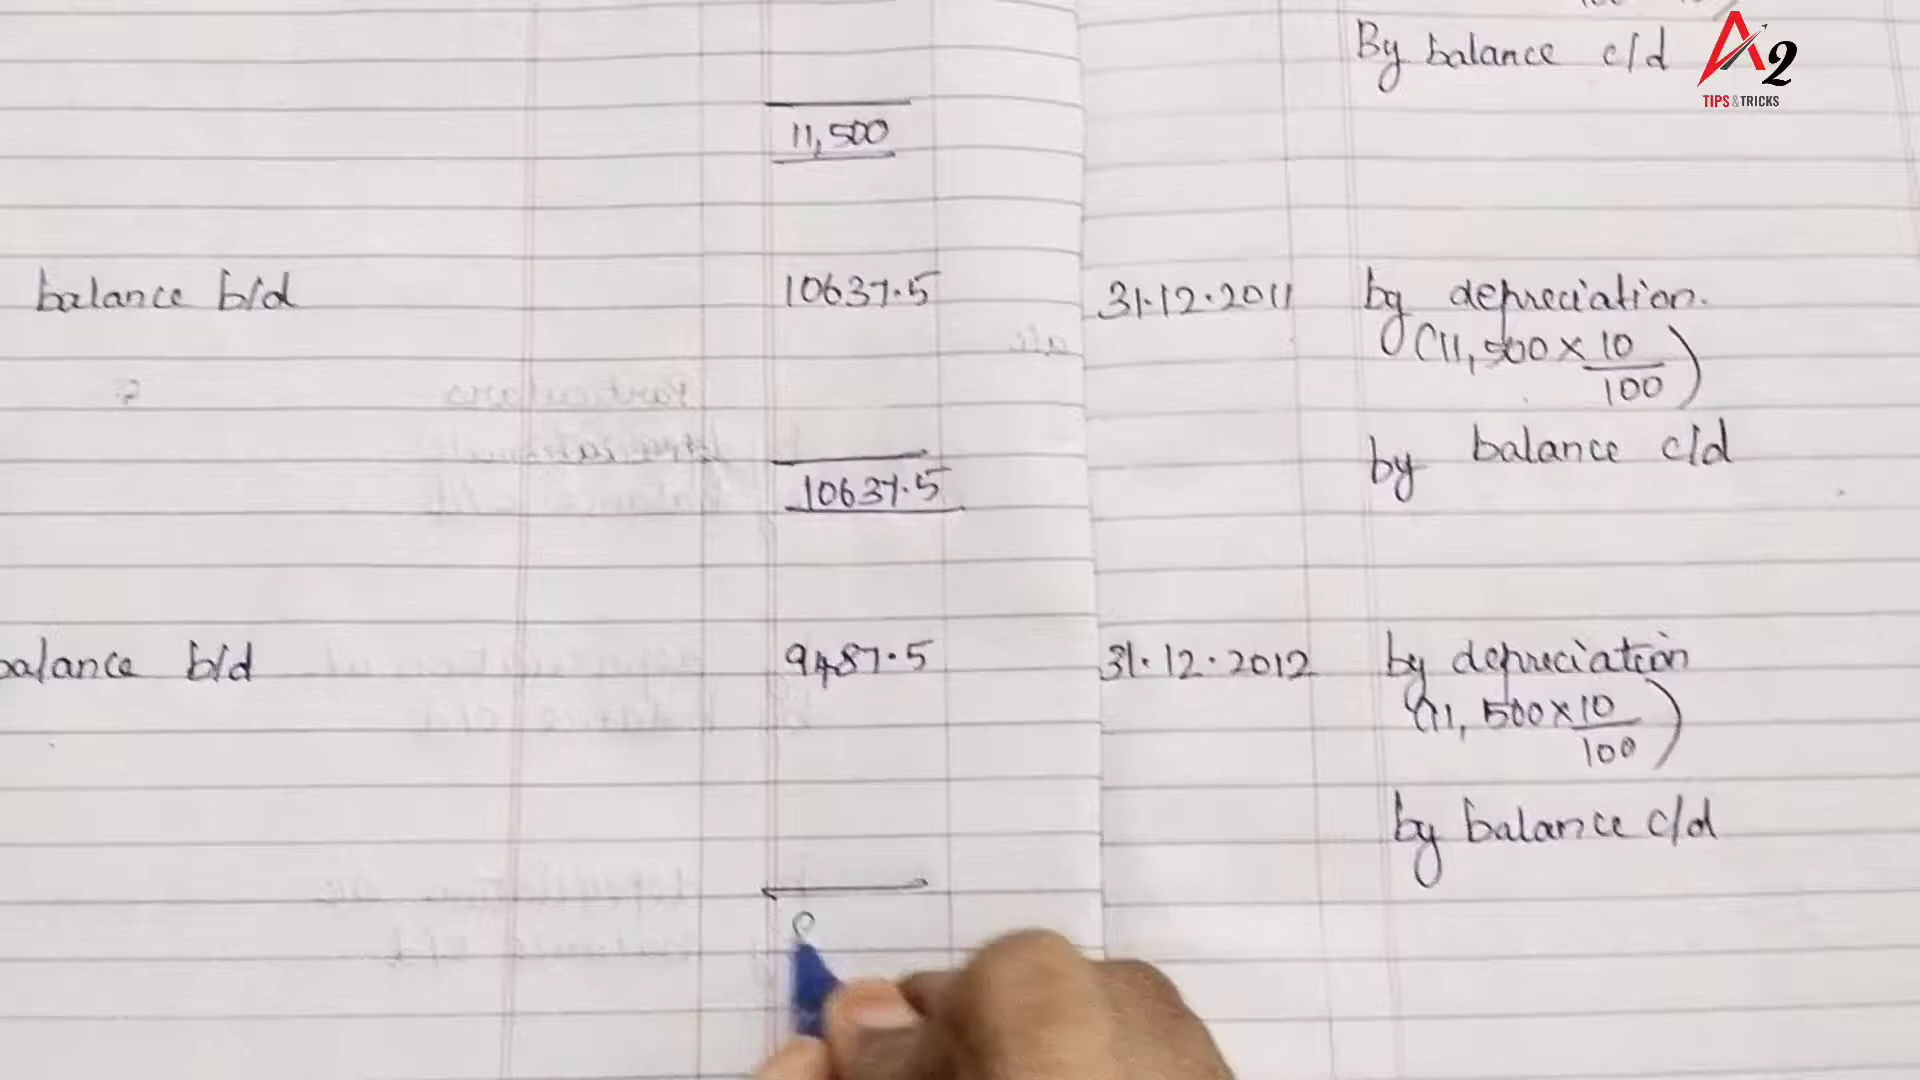 By balance c/d
A2
TIPS&TRICKS
11,500
balance b/d 10637.5 31.12.2011 by depreciation.
(11,500 × 10/100)
by balance c/d
10637.5
balance b/d 9487.5 31.12.2012 by depreciation
(11,500 × 10/100)
by balance c/d